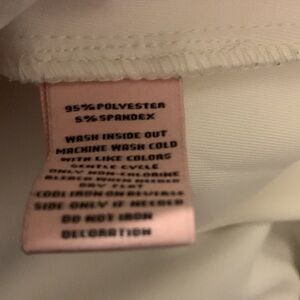 95% POLYESTER
5% SPANDEX
WASH INSIDE OUT
MACHINE WASH COLD
WITH LIKE COLORS
GENTLE CYCLE
ONLY NON-CHLORINE
BLEACH WHEN NEEDED
DRY FLAT
COOL IRON ON REVERSE
SIDE ONLY IF NEEDED
DO NOT IRON
DECORATION